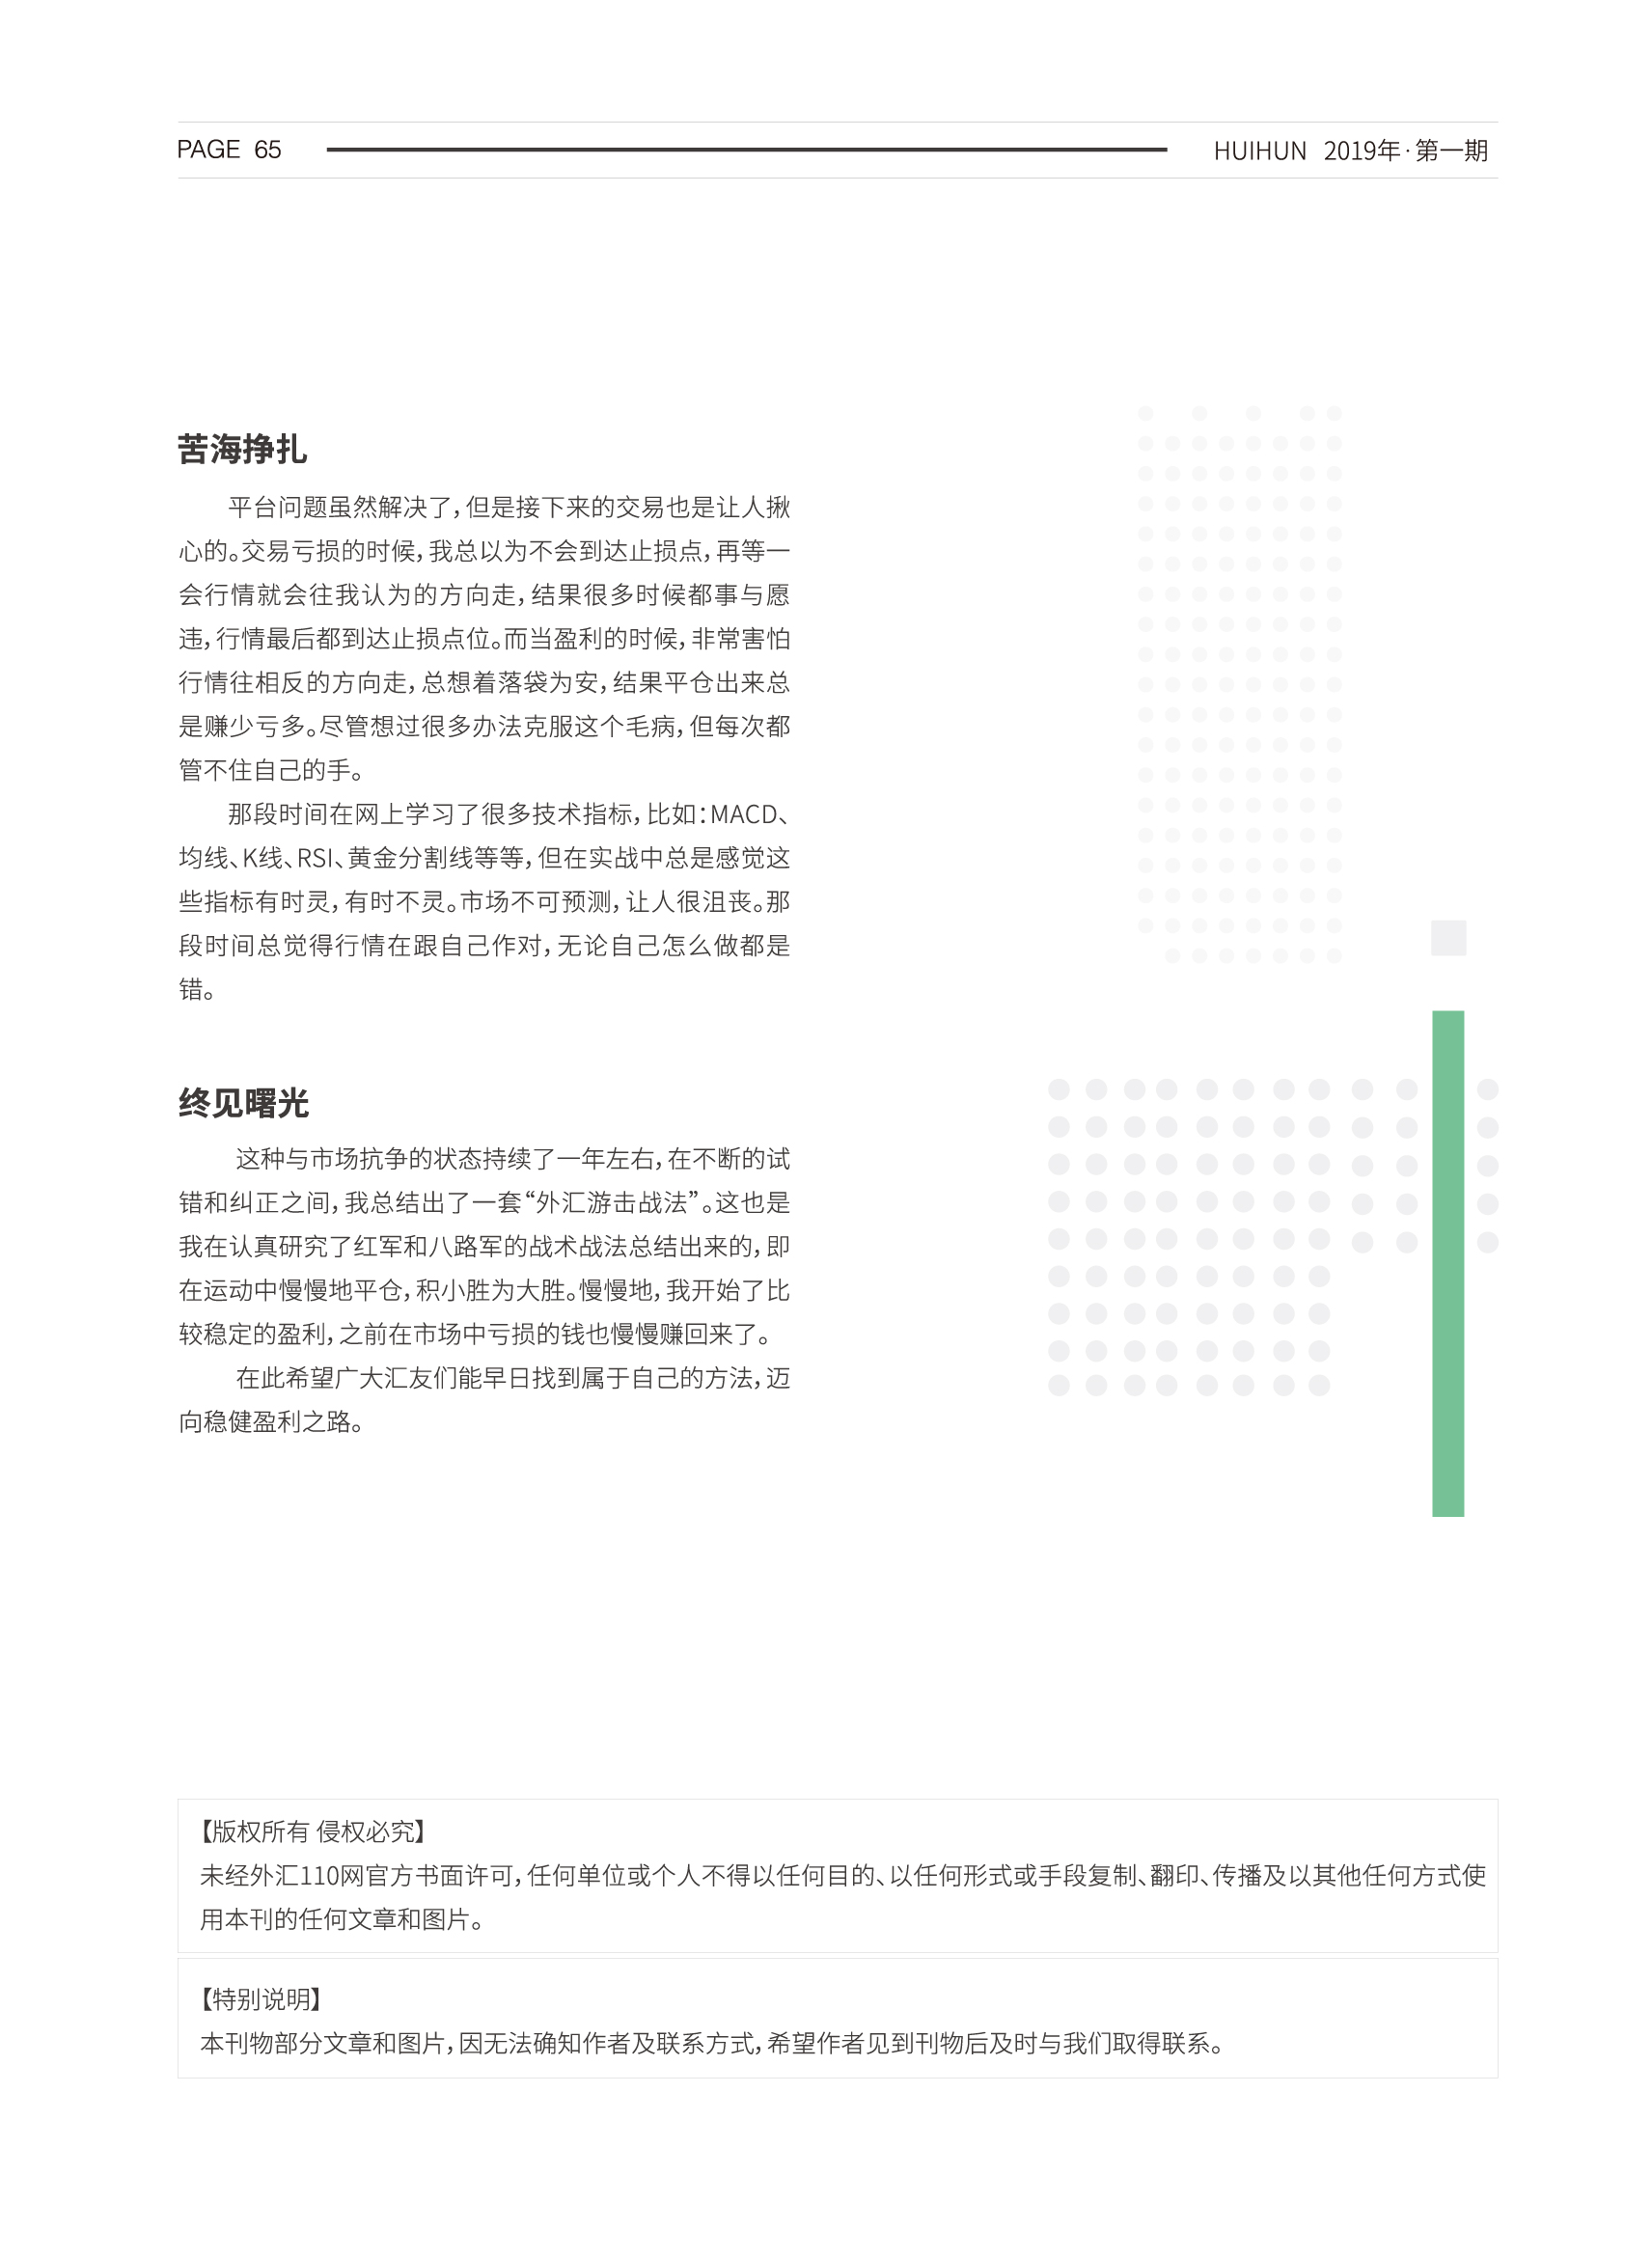 PAGE 65
HUIHUN 2019年·第一期
苦海挣扎
平台问题虽然解决了，但是接下来的交易也是让人揪
心的。交易亏损的时候，我总以为不会到达止损点，再等一
会行情就会往我认为的方向走，结果很多时候都事与愿
违，行情最后都到达止损点位。而当盈利的时候，非常害怕
行情往相反的方向走，总想着落袋为安，结果平仓出来总
是赚少亏多。尽管想过很多办法克服这个毛病，但每次都
管不住自己的手。
那段时间在网上学习了很多技术指标，比如：MACD、
均线、K线、RSI、黄金分割线等等，但在实战中总是感觉这
些指标有时灵，有时不灵。市场不可预测，让人很沮丧。那
段时间总觉得行情在跟自己作对，无论自己怎么做都是
错。
终见曙光
这种与市场抗争的状态持续了一年左右，在不断的试
错和纠正之间，我总结出了一套“外汇游击战法”。这也是
我在认真研究了红军和八路军的战术战法总结出来的，即
在运动中慢慢地平仓，积小胜为大胜。慢慢地，我开始了比
较稳定的盈利，之前在市场中亏损的钱也慢慢赚回来了。
在此希望广大汇友们能早日找到属于自己的方法，迈
向稳健盈利之路。
【版权所有 侵权必究】
未经外汇110网官方书面许可，任何单位或个人不得以任何目的、以任何形式或手段复制、翻印、传播及以其他任何方式使
用本刊的任何文章和图片。
【特别说明】
本刊物部分文章和图片，因无法确知作者及联系方式，希望作者见到刊物后及时与我们取得联系。